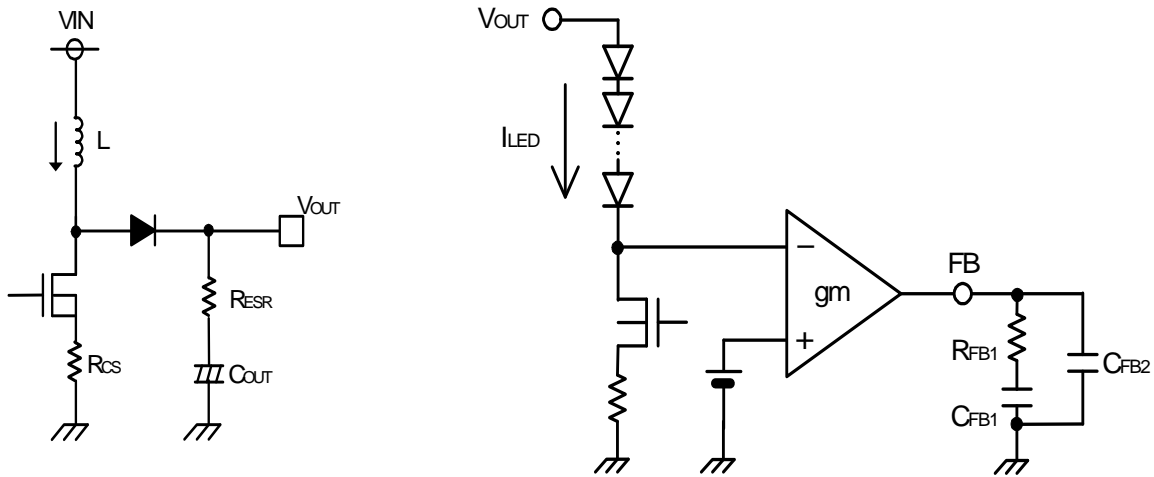 VIN
L
VOUT
RESR
RCS
COUT
VOUT
ILED
−
gm
+
FB
RFB1
CFB2
CFB1